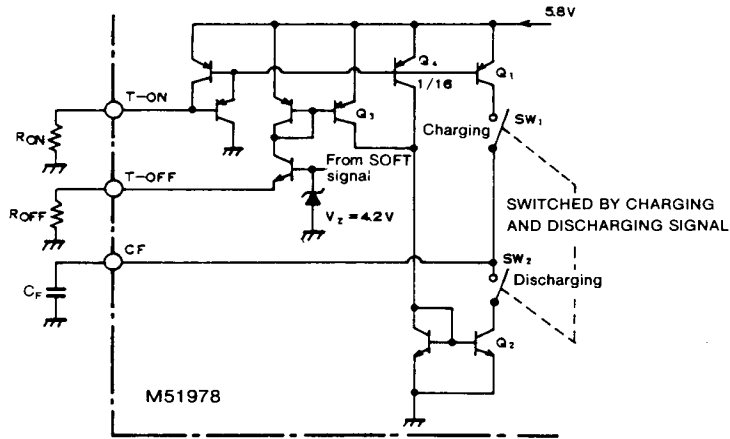 5.8V
Q4
1/16
Q1
T-ON
RON
Q3
Charging
SW1
From SOFT
signal
T-OFF
ROFF
VZ=4.2V
SWITCHED BY CHARGING
AND DISCHARGING SIGNAL
CF
SW2
Discharging
CF
Q2
M51978